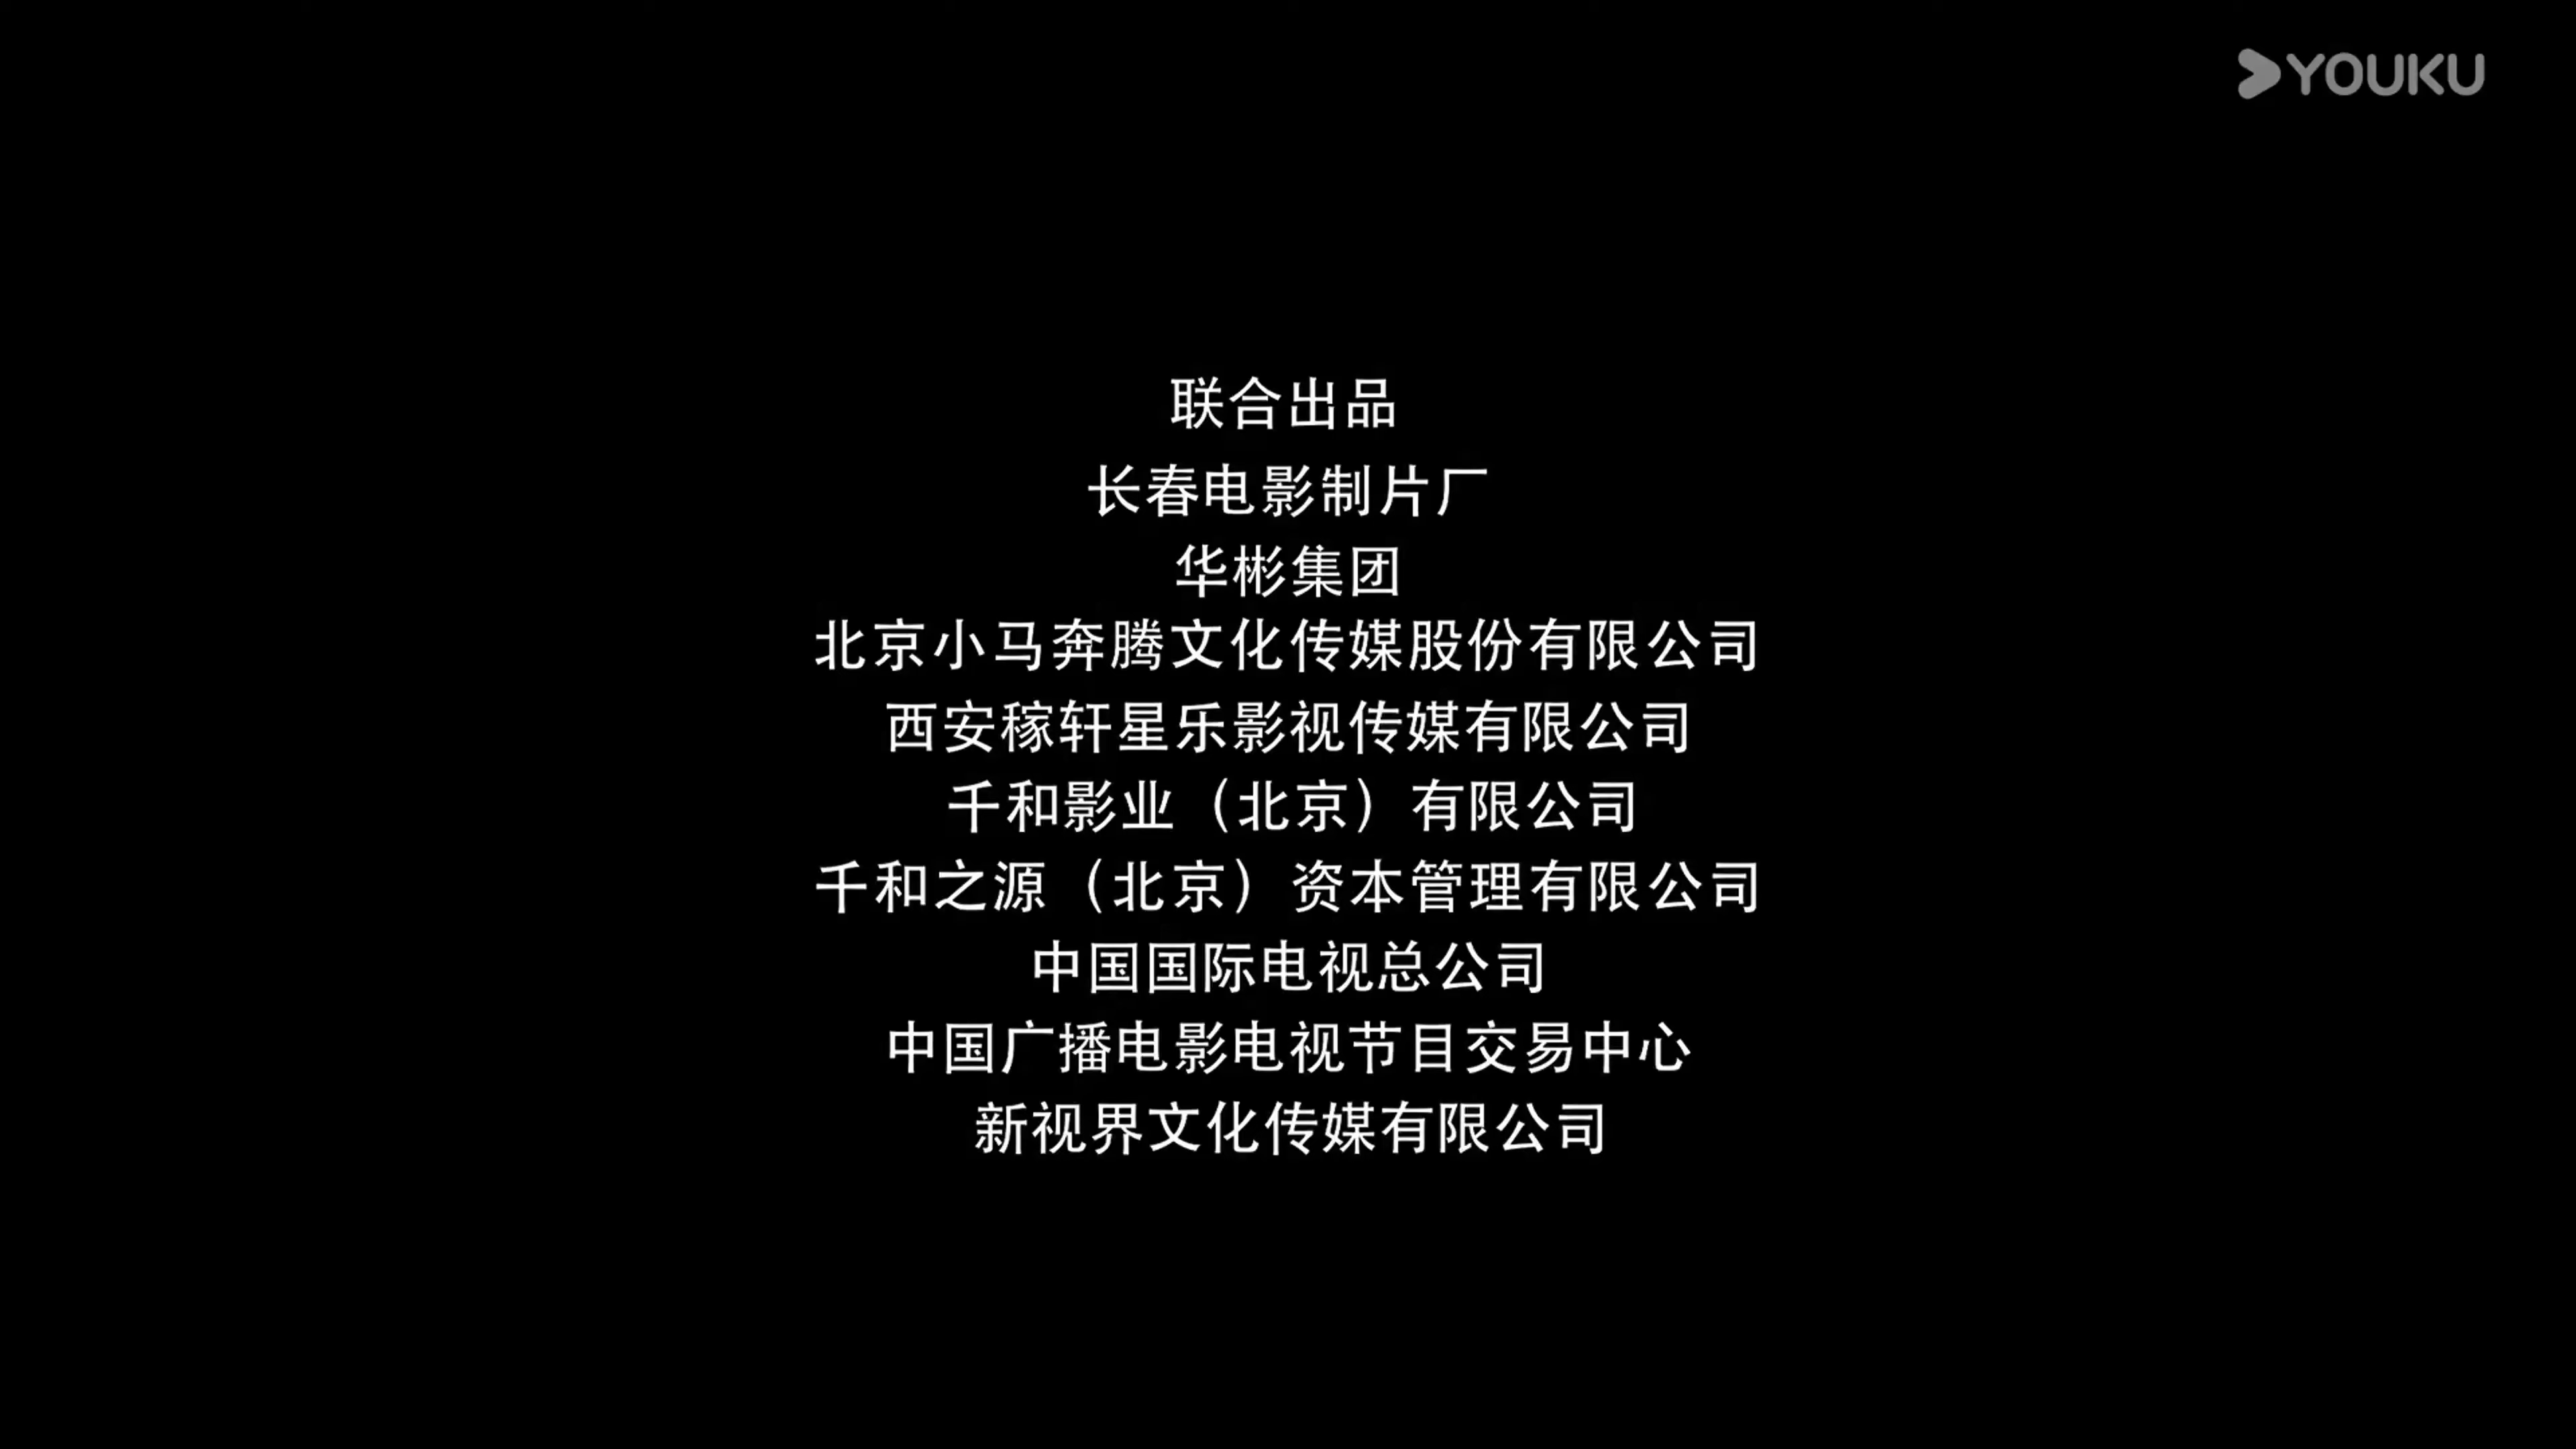 YOUKU
联合出品
长春电影制片厂
华彬集团
北京小马奔腾文化传媒股份有限公司
西安稼轩星乐影视传媒有限公司
千和影业（北京）有限公司
千和之源（北京）资本管理有限公司
中国国际电视总公司
中国广播电影电视节目交易中心
新视界文化传媒有限公司